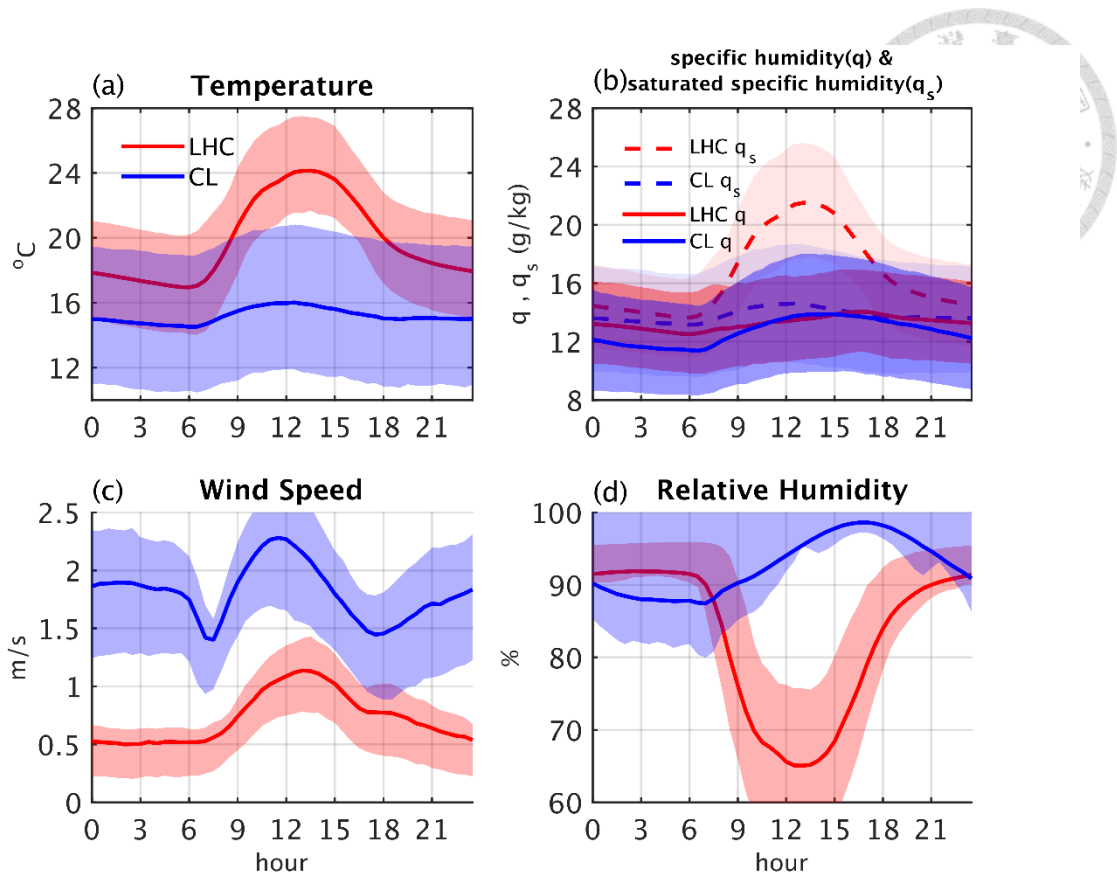 (a)
Temperature
28
24
20
16
12
°C
LHC
CL
0 3 6 9 12 15 18 21
(b)
specific humidity(q) &
saturated specific humidity(qs)
28
24
20
16
12
8
q , qs (g/kg)
LHC qs
CL qs
LHC q
CL q
0 3 6 9 12 15 18 21
(c)
Wind Speed
2.5
2
1.5
1
0.5
0
m/s
0 3 6 9 12 15 18 21
hour
(d)
Relative Humidity
100
90
80
70
60
%
0 3 6 9 12 15 18 21
hour